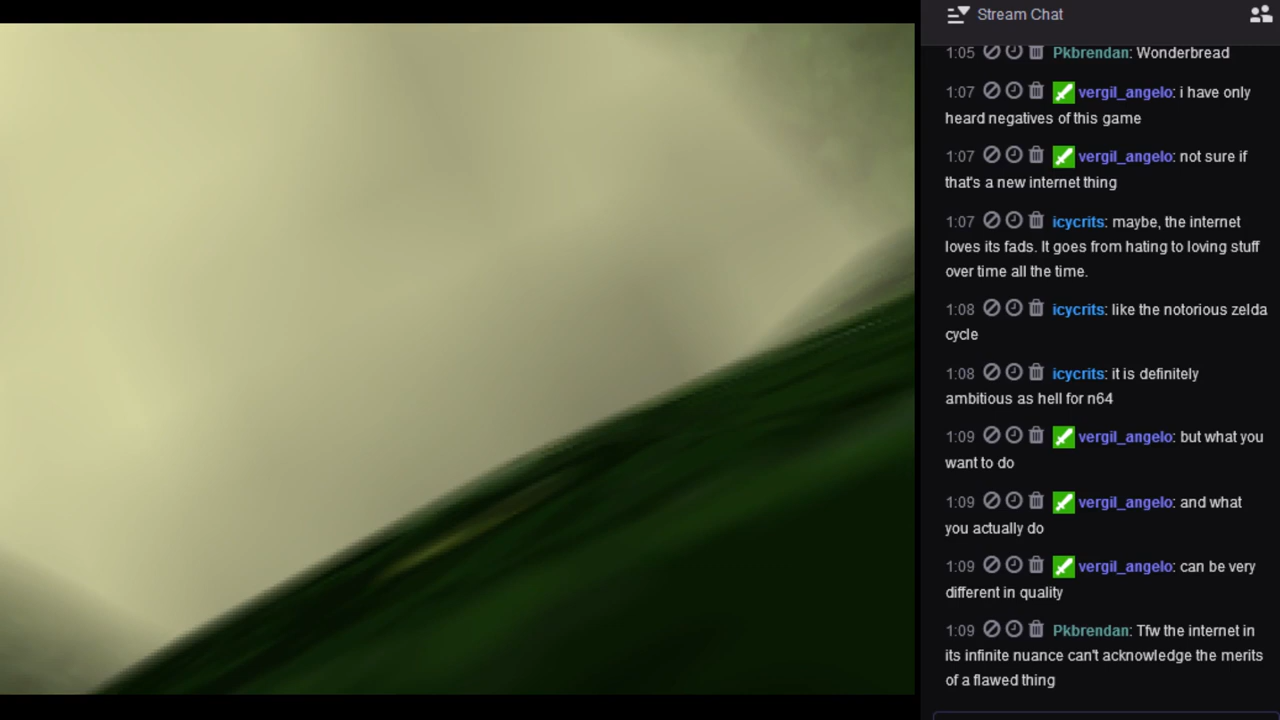 Stream Chat
1:05 Pkbrendan: Wonderbread
1:07 vergil_angelo: i have only
heard negatives of this game
1:07 vergil_angelo: not sure if
that's a new internet thing
1:07 icycrits: maybe, the internet
loves its fads. It goes from hating to loving stuff
over time all the time.
1:08 icycrits: like the notorious zelda
cycle
1:08 icycrits: it is definitely
ambitious as hell for n64
1:09 vergil_angelo: but what you
want to do
1:09 vergil_angelo: and what
you actually do
1:09 vergil_angelo: can be very
different in quality
1:09 Pkbrendan: Tfw the internet in
its infinite nuance can't acknowledge the merits
of a flawed thing